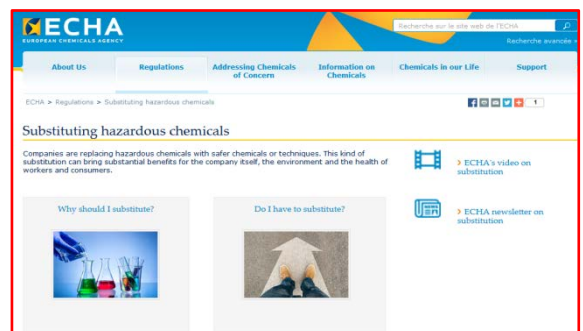 ECHA
EUROPEAN CHEMICALS AGENCY
Recherche sur le site web de l'ECHA
Recherche avancée
About Us
Regulations
Addressing Chemicals
of Concern
Information on
Chemicals
Chemicals in our Life
Support
ECHA > Regulations > Substituting hazardous chemicals
1
Substituting hazardous chemicals
Companies are replacing hazardous chemicals with safer chemicals or techniques. This kind of
substitution can bring substantial benefits for the company itself, the environment and the health of
workers and consumers.
> ECHA's video on
substitution
> ECHA newsletter on
substitution
Why should I substitute?
Do I have to substitute?